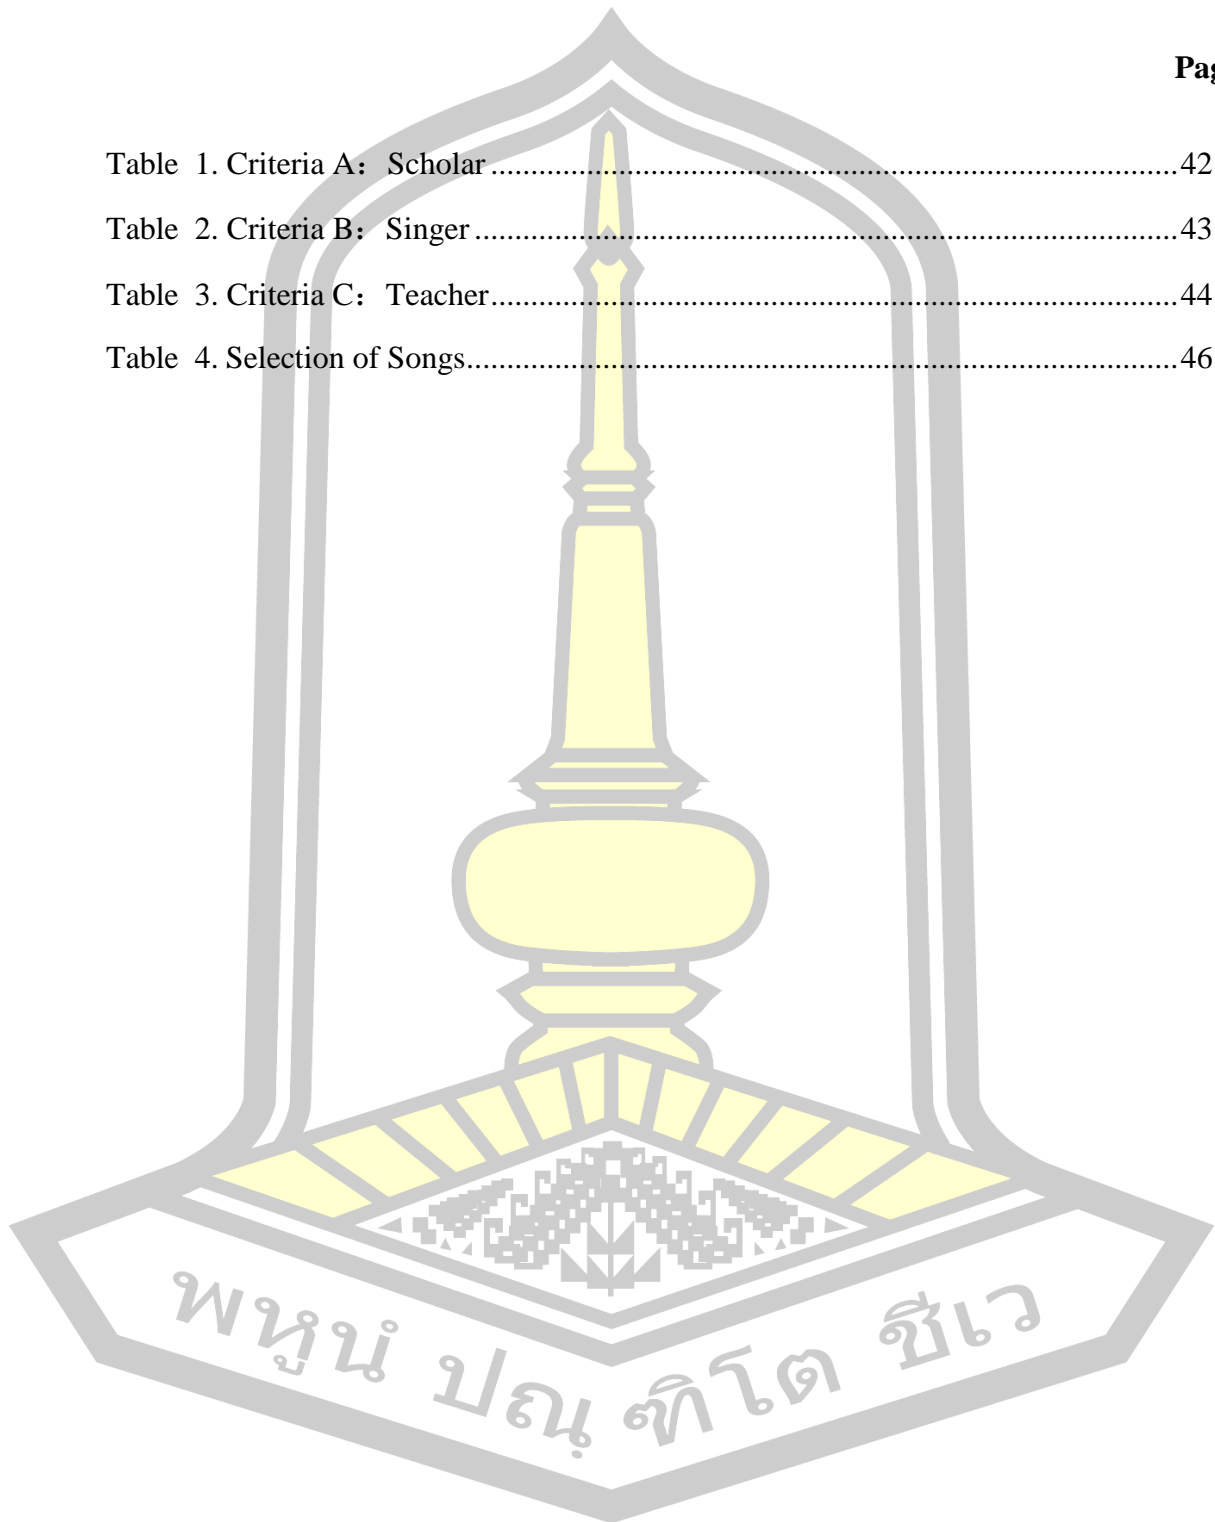 Pag
Table 1. Criteria A：Scholar ....................................................................................42
Table 2. Criteria B：Singer ......................................................................................43
Table 3. Criteria C：Teacher....................................................................................44
Table 4. Selection of Songs.......................................................................................46
พหูนํ ปณฺ ฑิโต ชีเว